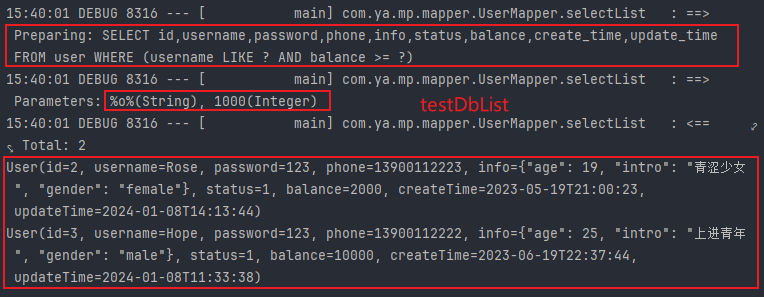 15:40:01 DEBUG 8316 --- [           main] com.ya.mp.mapper.UserMapper.selectList   : ==>
Preparing: SELECT id,username,password,phone,info,status,balance,create_time,update_time
FROM user WHERE (username LIKE ? AND balance >= ?)
15:40:01 DEBUG 8316 --- [           main] com.ya.mp.mapper.UserMapper.selectList   : ==>
Parameters: %o%(String), 1000(Integer)
testDbList
15:40:01 DEBUG 8316 --- [           main] com.ya.mp.mapper.UserMapper.selectList   : <==
Total: 2
User(id=2, username=Rose, password=123, phone=13900112223, info={"age": 19, "intro": "青涩少女
", "gender": "female"}, status=1, balance=2000, createTime=2023-05-19T21:00:23,
updateTime=2024-01-08T14:13:44)
User(id=3, username=Hope, password=123, phone=13900112222, info={"age": 25, "intro": "上进青年
", "gender": "male"}, status=1, balance=10000, createTime=2023-06-19T22:37:44,
updateTime=2024-01-08T11:33:38)